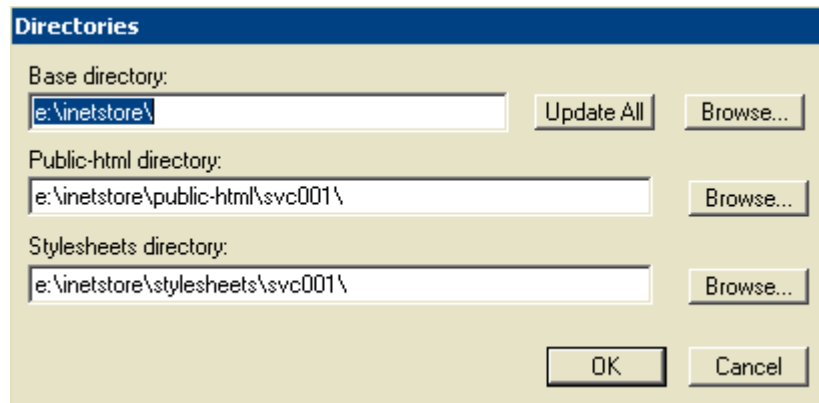 Directories
Base directory:
e:\inetstore\ Update All Browse...
Public-html directory:
e:\inetstore\public-html\svc001\ Browse...
Stylesheets directory:
e:\inetstore\stylesheets\svc001\ Browse...
OK Cancel